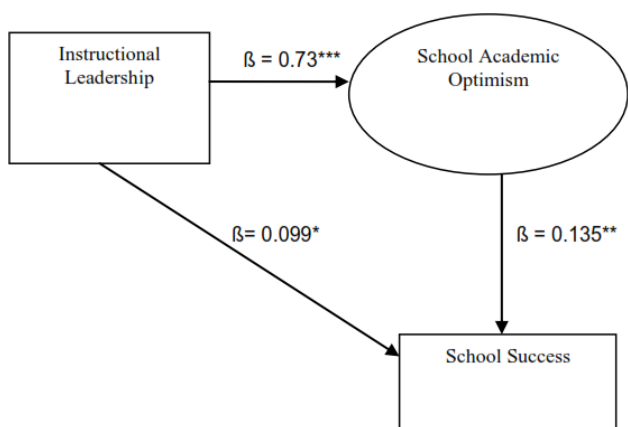 Instructional
Leadership
ß = 0.73***
School Academic
Optimism
ß= 0.099*
ß = 0.135**
School Success